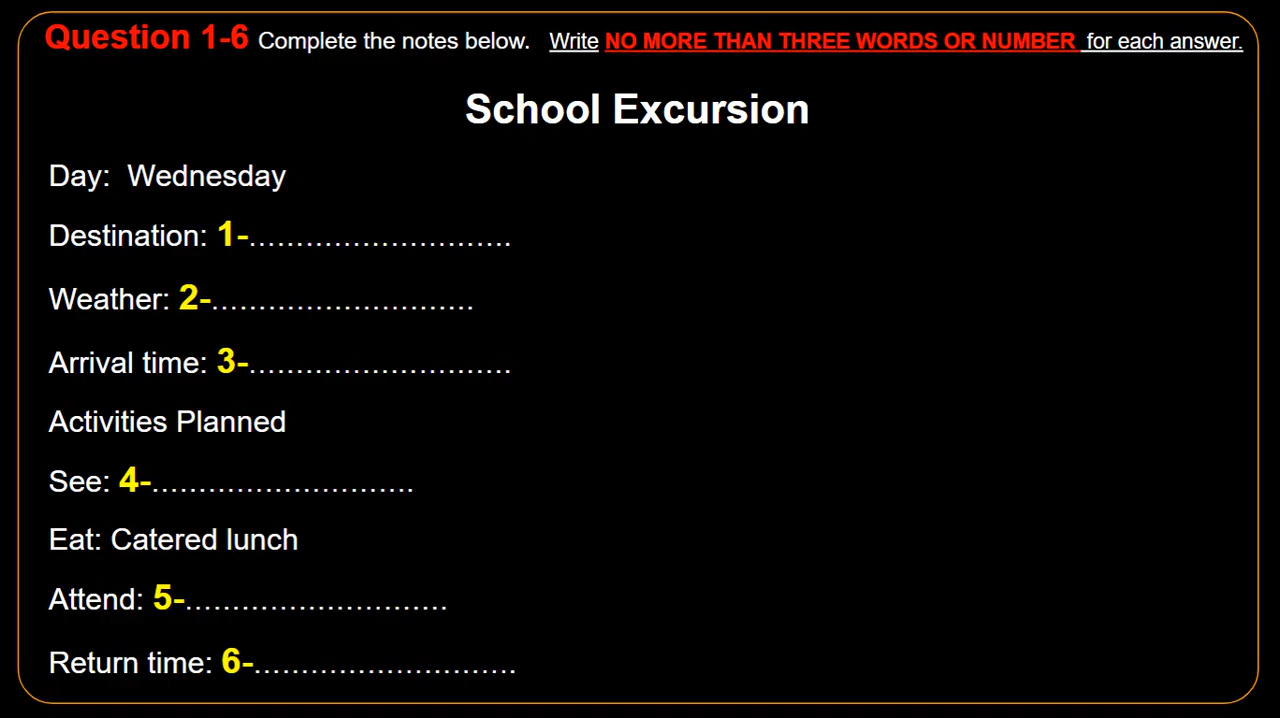 Question 1-6 Complete the notes below. Write NO MORE THAN THREE WORDS OR NUMBER for each answer.
School Excursion
Day: Wednesday
Destination: 1-............................
Weather: 2-............................
Arrival time: 3-............................
Activities Planned
See: 4-............................
Eat: Catered lunch
Attend: 5-............................
Return time: 6-............................